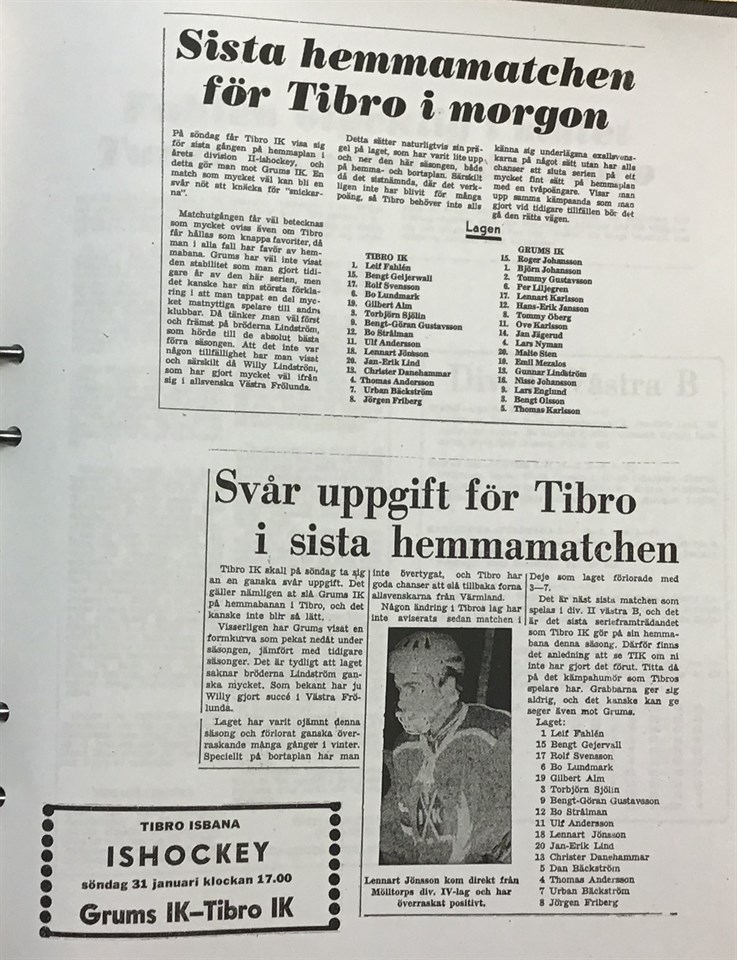 Sista hemmamatchen
för Tibro i morgon
På söndag får Tibro IK visa sig
för sista gången på hemmaplan i
årets division II-ishockey, och
detta gör man mot Grums IK. En
match som mycket väl kan bli en
svår nöt att knäcka för "snickar-
na".
Matchutgången får väl betecknas
som mycket oviss även om Tibro
får hållas som knappa favoriter, då
man i alla fall har favör av hem-
mabana. Grums har väl inte visat
den stabilitet som man gjort tidi-
gare år av den här serien, men
det kanske har sin största förkla-
ring i att man tappat en del myc-
ket matnyttiga spelare till andra
klubbar. Då tänker man väl först
och främst på bröderna Lindström,
som hörde till de absolut bästa
förra säsongen. Att det inte var
någon tillfällighet har man visst
och särskilt då Willy Lindström,
som har gjort mycket väl ifrån
sig i allsvenska Västra Frölunda.
Detta sätter naturligtvis sin prä-
gel på laget, som har varit lite upp
och ner den här säsongen, både
på hemma- och bortaplan. Särskilt
då det sistnämnda, där det verk-
ligen inte har blivit för många
poäng, så Tibro behöver inte alls
känna sig underlägsna exallsvens-
karna på något sätt utan har alla
chanser att sluta serien på ett
mycket fint sätt på hemmaplan
med en tvåpoängare. Visar man
upp samma kämpaanda som man
gjort vid tidigare tillfällen bör det
gå den rätta vägen.
Lagen
TIBRO IK
1. Leif Fahlén
15. Bengt Geijerwall
17. Rolf Svensson
6. Bo Lundmark
19. Gilbert Alm
3. Torbjörn Sjölin
9. Bengt-Göran Gustavsson
12. Bo Strålman
11. Ulf Andersson
18. Lennart Jönsson
20. Jan-Erik Lind
13. Christer Danehammar
4. Thomas Andersson
7. Urban Bäckström
8. Jörgen Friberg
GRUMS IK
15. Roger Johansson
1. Björn Johansson
2. Tommy Gustavsson
6. Per Liljegren
17. Lennart Karlsson
12. Hans-Erik Jansson
8. Tommy Öberg
11. Ove Karlsson
14. Jan Jägerud
4. Lars Nyman
20. Malte Sten
19. Emil Mezalos
13. Gunnar Lindström
16. Nisse Johansson
9. Lars Englund
3. Bengt Olsson
5. Thomas Karlsson
Svår uppgift för Tibro
i sista hemmamatchen
Tibro IK skall på söndag ta sig
an en ganska svår uppgift. Det
gäller nämligen at slå Grums IK
på hemmabanan i Tibro, och det
kanske inte blir så lätt.
Visserligen har Grums visat en
formkurva som pekat nedåt under
säsongen, jämfört med tidigare
säsonger. Det är tydligt att laget
saknar bröderna Lindström gan-
ska mycket. Som bekant har ju
Willy gjort succé i Västra Frö-
lunda.
Laget har varit ojämnt denna
säsong och förlorat ganska över-
raskande många gånger i vinter.
Speciellt på bortaplan har man
inte övertygat, och Tibro har
goda chanser att slå tillbaka forna
allsvenskarna från Värmland.
Någon ändring i Tibros lag har
inte aviserats sedan matchen i
Lennart Jönsson kom direkt från
Mölltorps div. IV-lag och har
överraskat positivt.
Deje som laget förlorade med
3—7.
Det är näst sista matchen som
spelas i div. II västra B, och det
är det sista serieframträdandet
som Tibro IK gör på sin hemma-
bana denna säsong. Därför finns
det anledning att se TIK om ni
inte har gjort det förut. Titta då
på det kämpahumör som Tibros
spelare har. Grabbarna ger sig
aldrig, och det kanske kan ge
seger även mot Grums.
Laget:
1 Leif Fahlén
15 Bengt Gejervall
17 Rolf Svensson
6 Bo Lundmark
19 Gilbert Alm
3 Torbjörn Sjölin
9 Bengt-Göran Gustavsson
12 Bo Strålman
11 Ulf Andersson
18 Lennart Jönsson
20 Jan-Erik Lind
13 Christer Danehammar
5 Dan Bäckström
4 Thomas Andersson
7 Urban Bäckström
8 Jörgen Friberg
TIBRO ISBANA
ISHOCKEY
söndag 31 januari klockan 17.00
Grums IK–Tibro IK